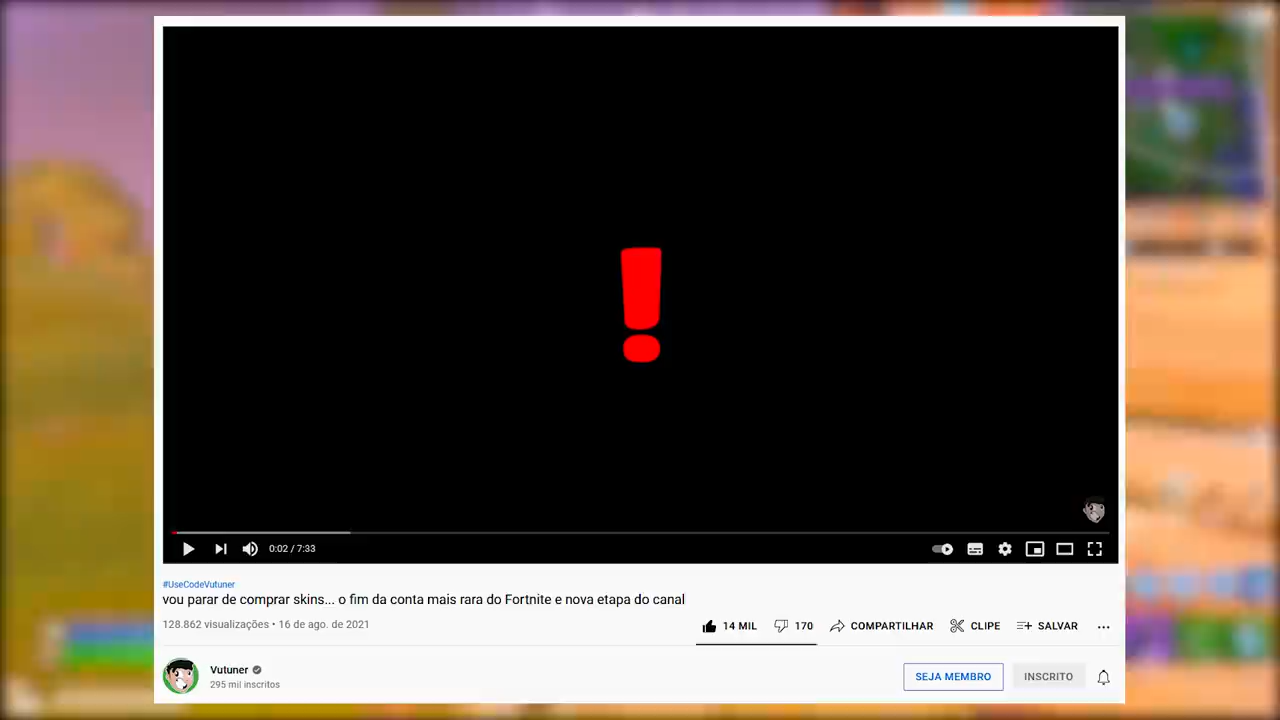 !
0:02 / 7:33
#UseCodeVutuner
vou parar de comprar skins... o fim da conta mais rara do Fortnite e nova etapa do canal
128.862 visualizações • 16 de ago. de 2021
14 MIL 170 COMPARTILHAR CLIPE SALVAR ...
Vutuner
295 mil inscritos
SEJA MEMBRO INSCRITO